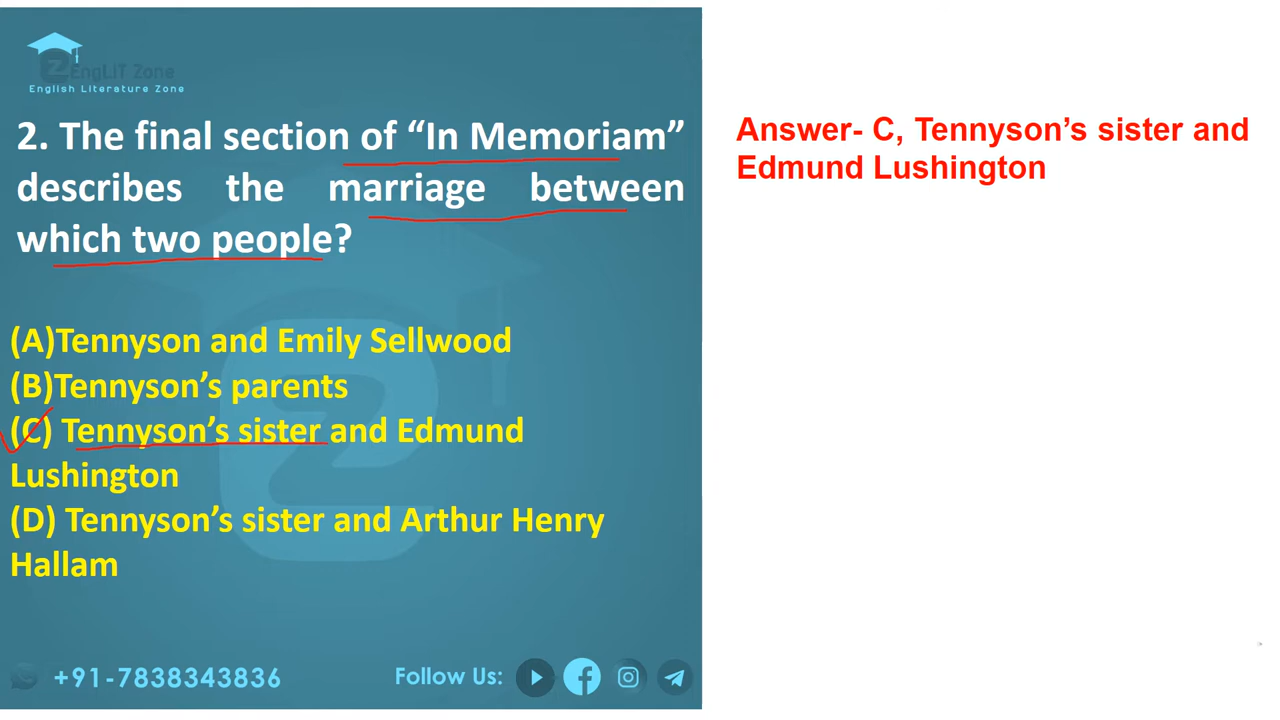 EngLIT Zone
English Literature Zone
2. The final section of “In Memoriam”
describes the marriage between
which two people?
(A)Tennyson and Emily Sellwood
(B)Tennyson’s parents
(C) Tennyson’s sister and Edmund
Lushington
(D) Tennyson’s sister and Arthur Henry
Hallam
+91-7838343836 Follow Us:
Answer- C, Tennyson’s sister and
Edmund Lushington